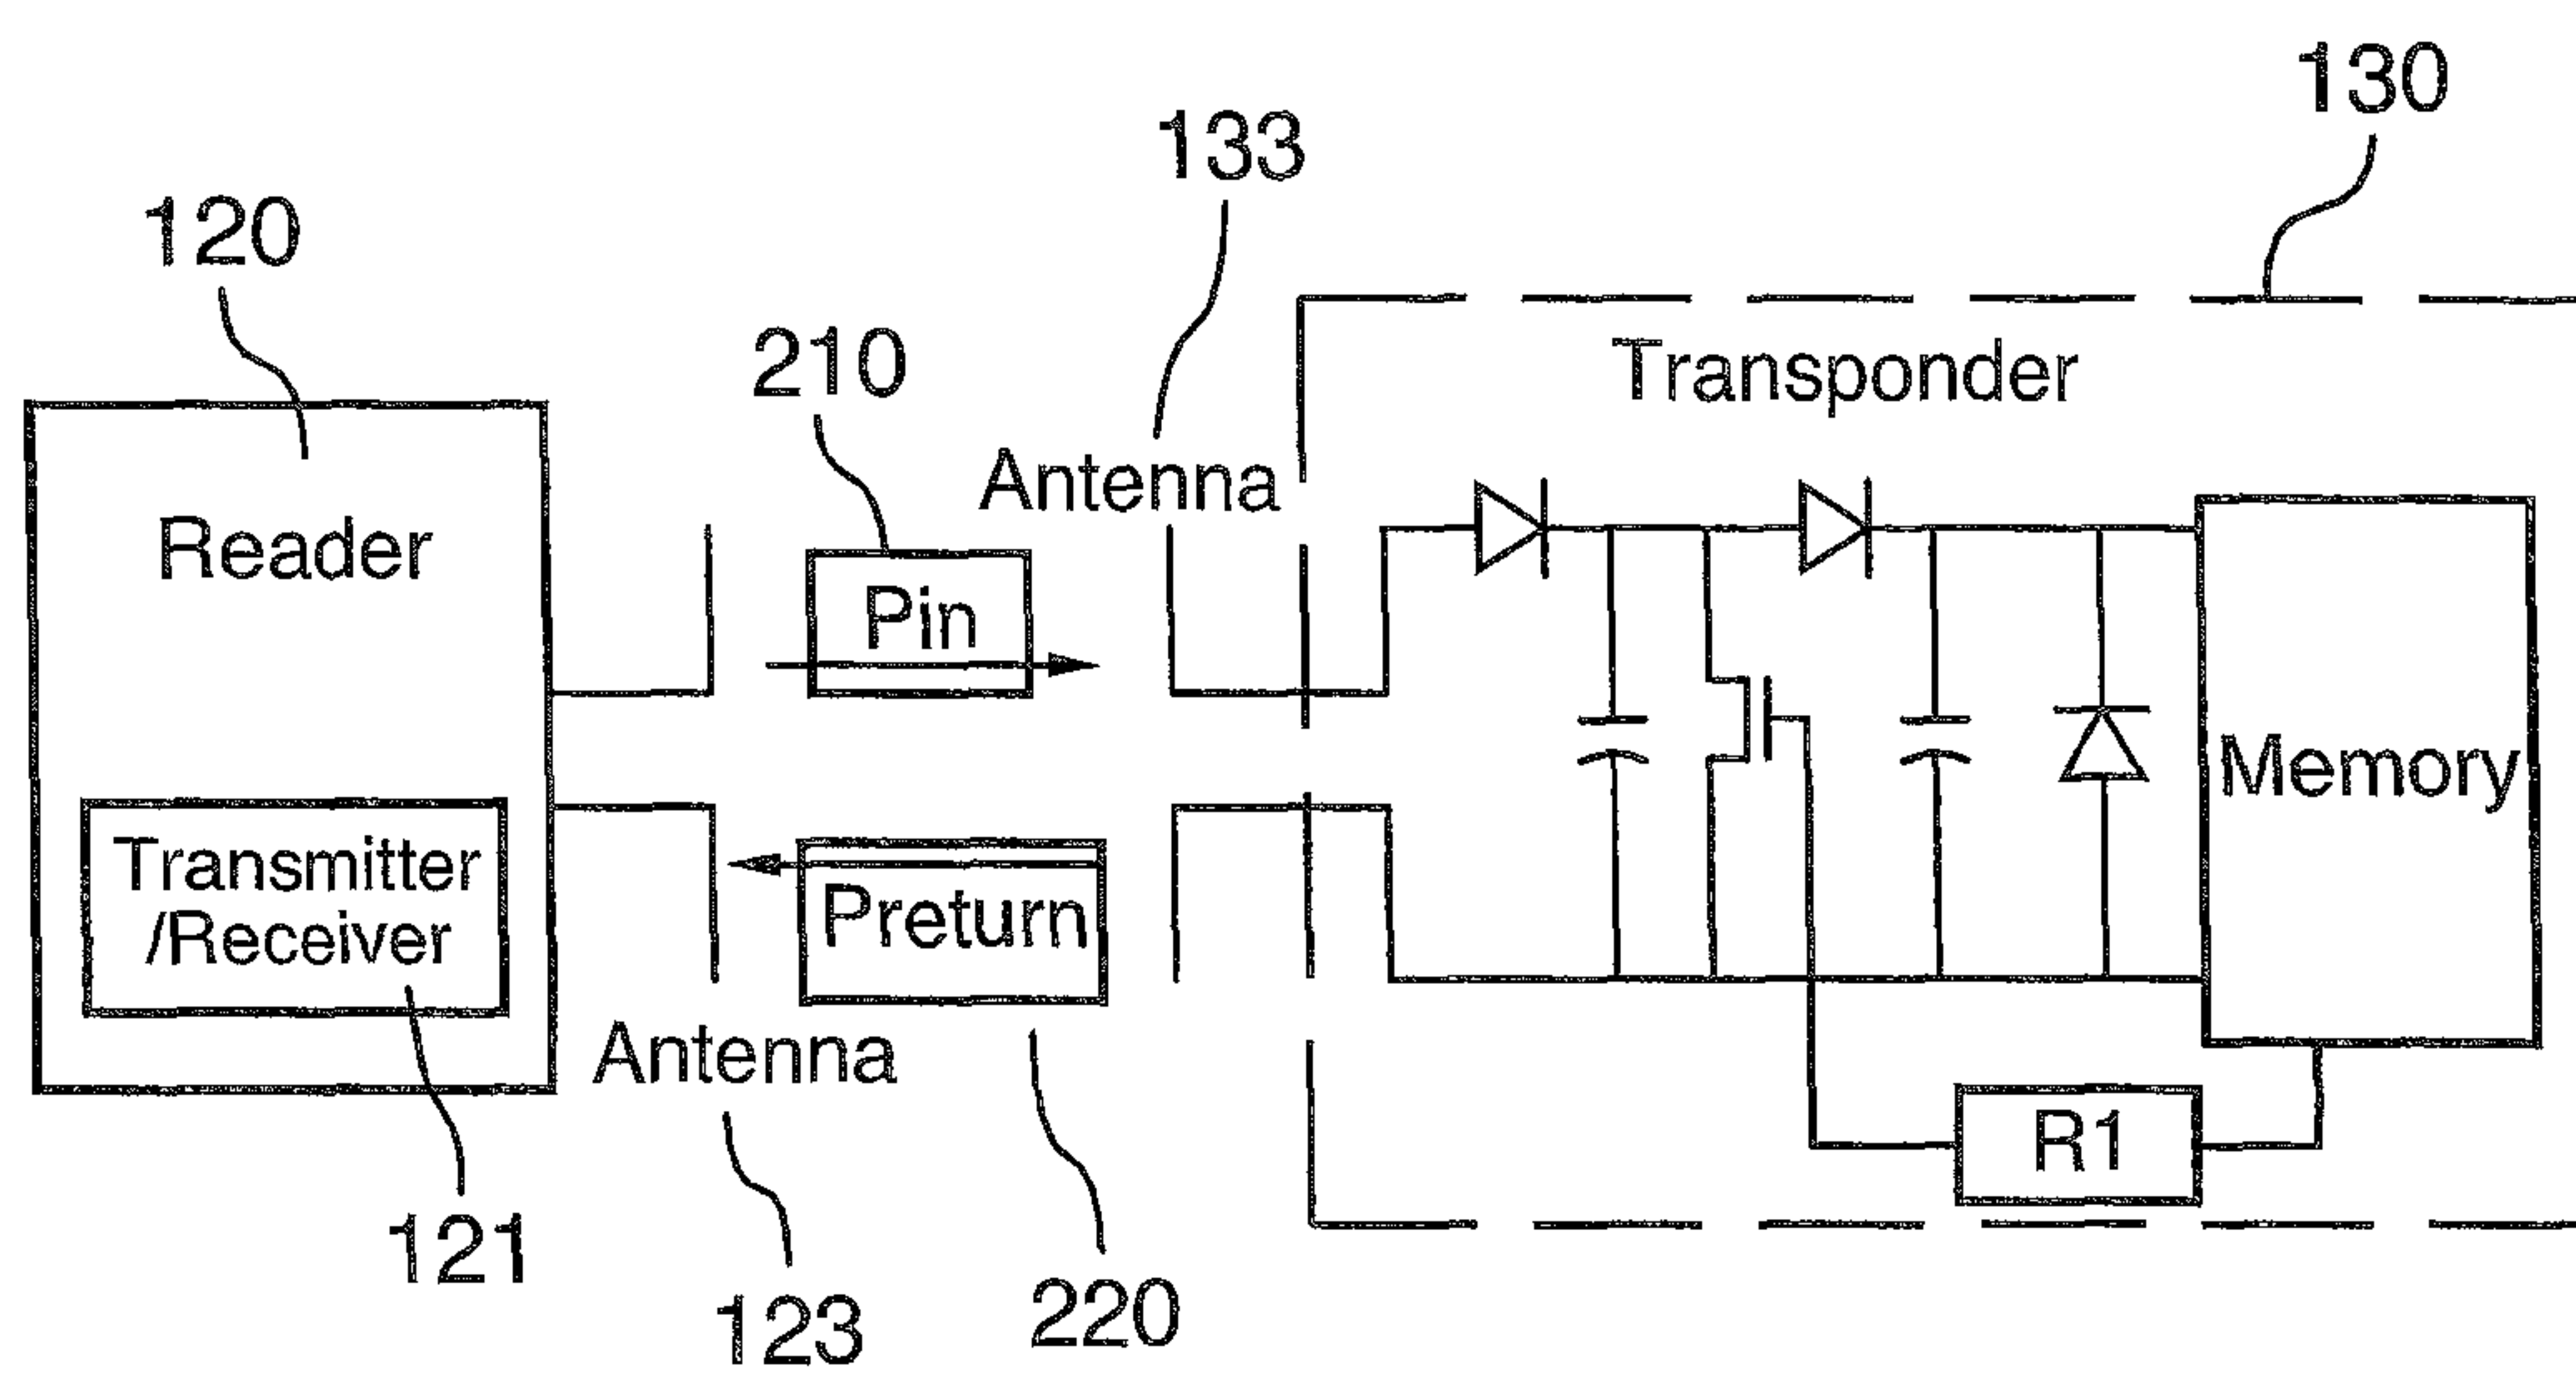 130
133
120
210
Transponder
Antenna
Reader
Pin
Memory
Transmitter
/Receiver
Preturn
Antenna
R1
121
123
220